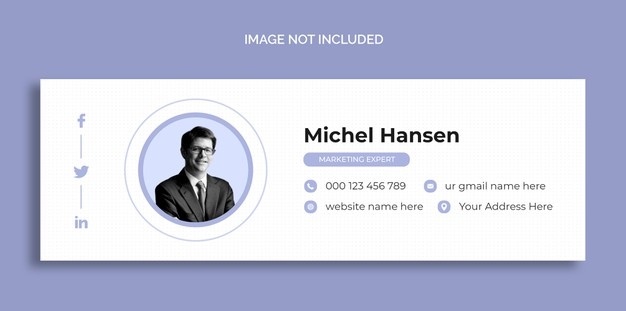 IMAGE NOT INCLUDED
Michel Hansen
MARKETING EXPERT
000 123 456 789 ur gmail name here
website name here Your Address Here